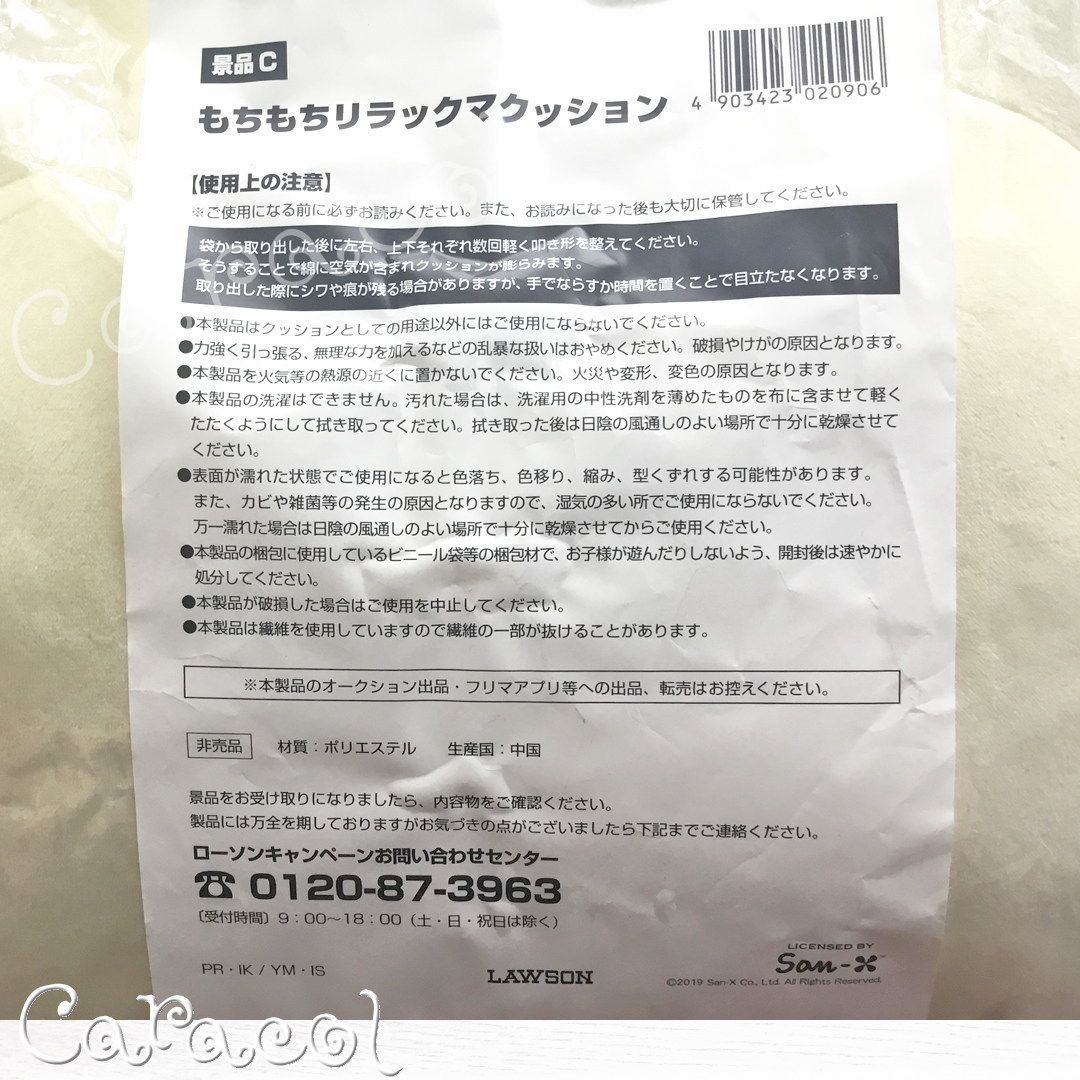 景品C
もちもちリラックマクッション
4 903423 020906
【使用上の注意】
※ご使用になる前に必ずお読みください。また、お読みになった後も大切に保管してください。
袋から取り出した後に左右、上下それぞれ数回軽く叩き形を整えてください。
そうすることで綿に空気が含まれクッションが膨らみます。
取り出した際にシワや痕が残る場合がありますが、手でならすか時間を置くことで目立たなくなります。
●本製品はクッションとしての用途以外にはご使用にならないでください。
●力強く引っ張る、無理な力を加えるなどの乱暴な扱いはおやめください。破損やけがの原因となります。
●本製品を火気等の熱源の近くに置かないでください。火災や変形、変色の原因となります。
●本製品の洗濯はできません。汚れた場合は、洗濯用の中性洗剤を薄めたものを布に含ませて軽く
たたくようにして拭き取ってください。拭き取った後は日陰の風通しのよい場所で十分に乾燥させて
ください。
●表面が濡れた状態でご使用になると色落ち、色移り、縮み、型くずれする可能性があります。
また、カビや雑菌等の発生の原因となりますので、湿気の多い所でご使用にならないでください。
万一濡れた場合は日陰の風通しのよい場所で十分に乾燥させてからご使用ください。
●本製品の梱包に使用しているビニール袋等の梱包材で、お子様が遊んだりしないよう、開封後は速やかに
処分してください。
●本製品が破損した場合はご使用を中止してください。
●本製品は繊維を使用していますので繊維の一部が抜けることがあります。
※本製品のオークション出品・フリマアプリ等への出品、転売はお控えください。
非売品 材質：ポリエステル 生産国：中国
景品をお受け取りになりましたら、内容物をご確認ください。
製品には万全を期しておりますがお気づきの点がございましたら下記までご連絡ください。
ローソンキャンペーンお問い合わせセンター
☎ 0120-87-3963
〔受付時間〕9：00～18：00（土・日・祝日は除く）
PR・IK / YM・IS
LAWSON
LICENSED BY
San-X™
©2019 San-X Co., Ltd. All Rights Reserved.
Caracol
Caracol